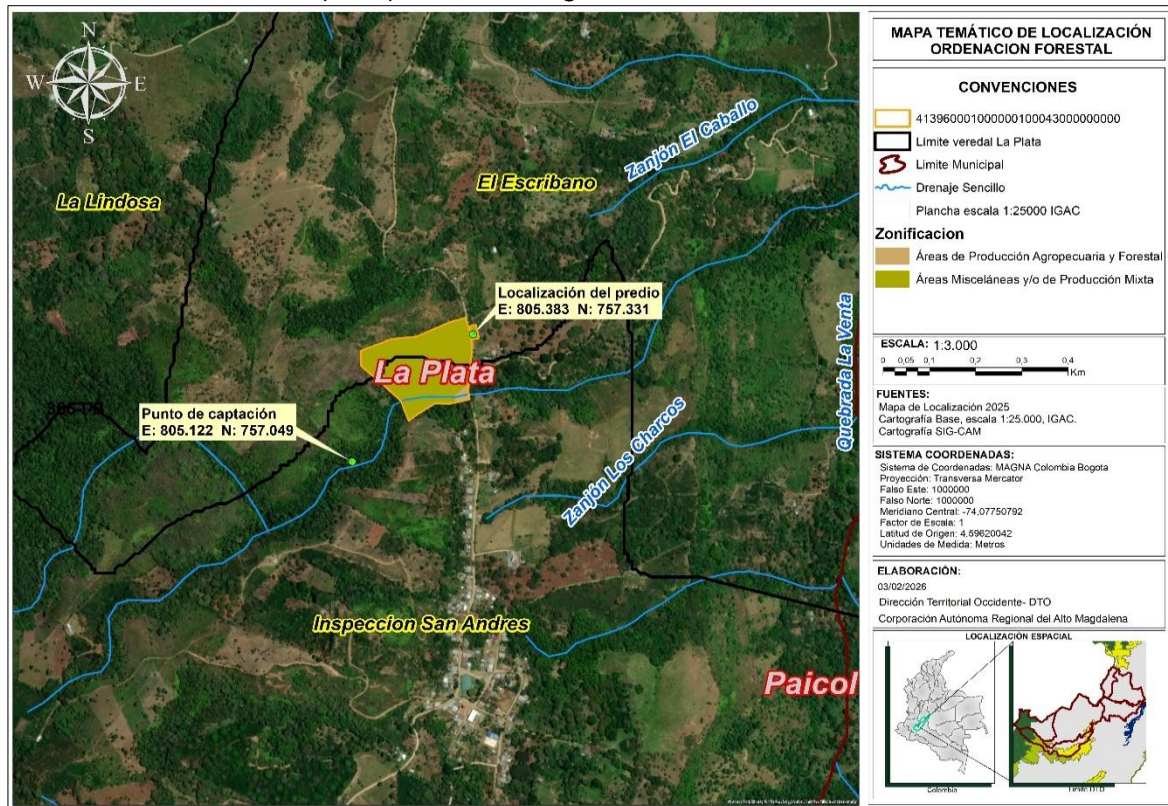 N
W
E
S
La Lindosa
El Escribano
Zanjón El Caballo
Localización del predio
E: 805.383 N: 757.331
La Plata
Punto de captación
E: 805.122 N: 757.049
Zanjón Los Charcos
Quebrada La Venta
Inspeccion San Andres
Paicol
MAPA TEMÁTICO DE LOCALIZACIÓN
ORDENACION FORESTAL
CONVENCIONES
Límite veredal La Plata
Limite Municipal
Drenaje Sencillo
Plancha escala 1:25000 IGAC
Zonificacion
Áreas de Producción Agropecuaria y Forestal
Áreas Misceláneas y/o de Producción Mixta
ESCALA: 1:3.000
0 0,05 0,1 0,2 0,3 0,4
Km
FUENTES:
Mapa de Localización 2025
Cartografía Base, escala 1:25.000, IGAC.
Cartografía SIG-CAM
SISTEMA COORDENADAS:
Sistema de Coordenadas: MAGNA Colombia Bogota
Proyección: Transversa Mercator
Falso Este: 1000000
Falso Norte: 1000000
Meridiano Central: -74,07750792
Factor de Escala: 1
Latitud de Origen: 4,59620042
Unidades de Medida: Metros
ELABORACIÓN:
03/02/2026
Dirección Territorial Occidente- DTO
Corporación Autónoma Regional del Alto Magdalena
LOCALIZACIÓN ESPACIAL
Colombia
Limite DTO